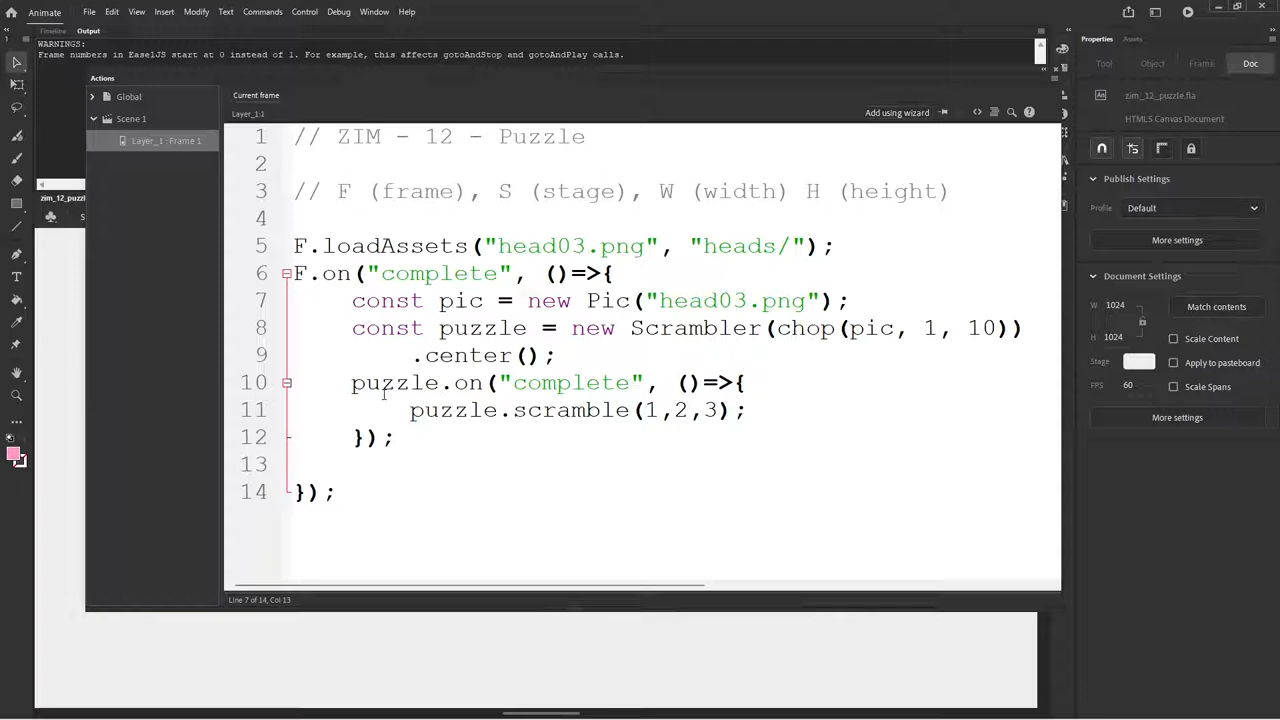 Animate File Edit View Insert Modify Text Commands Control Debug Window Help
Timeline Output
WARNINGS:
Frame numbers in EaselJS start at 0 instead of 1. For example, this affects gotoAndStop and gotoAndPlay calls.
Actions
Global
Scene 1
Layer_1 : Frame 1
Current frame
Layer_1:1
Add using wizard
1 // ZIM - 12 - Puzzle
2
3 // F (frame), S (stage), W (width) H (height)
4
5 F.loadAssets("head03.png", "heads/");
6 F.on("complete", ()=>{
7 const pic = new Pic("head03.png");
8 const puzzle = new Scrambler(chop(pic, 1, 10))
9 .center();
10 puzzle.on("complete", ()=>{
11 puzzle.scramble(1,2,3);
12 });
13
14 });
Line 7 of 14, Col 13
zim_12_puzzl
S
Properties Assets
Tool Object Frame Doc
zim_12_puzzle.fla
HTML5 Canvas Document
Publish Settings
Profile Default
More settings
Document Settings
W 1024 Match contents
H 1024 Scale Content
Stage Apply to pasteboard
FPS 60 Scale Spans
More settings